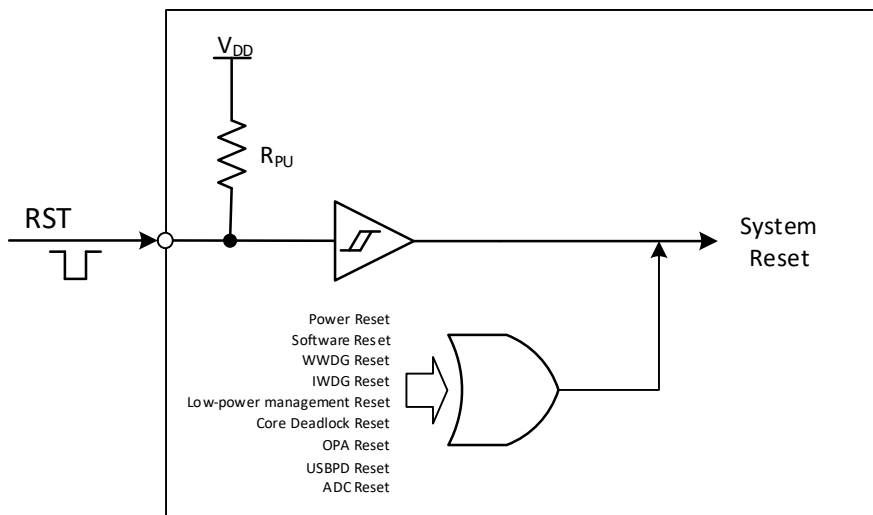 VDD
RPU
RST
System
Reset
Power Reset
Software Reset
WWDG Reset
IWDG Reset
Low-power management Reset
Core Deadlock Reset
OPA Reset
USBPD Reset
ADC Reset